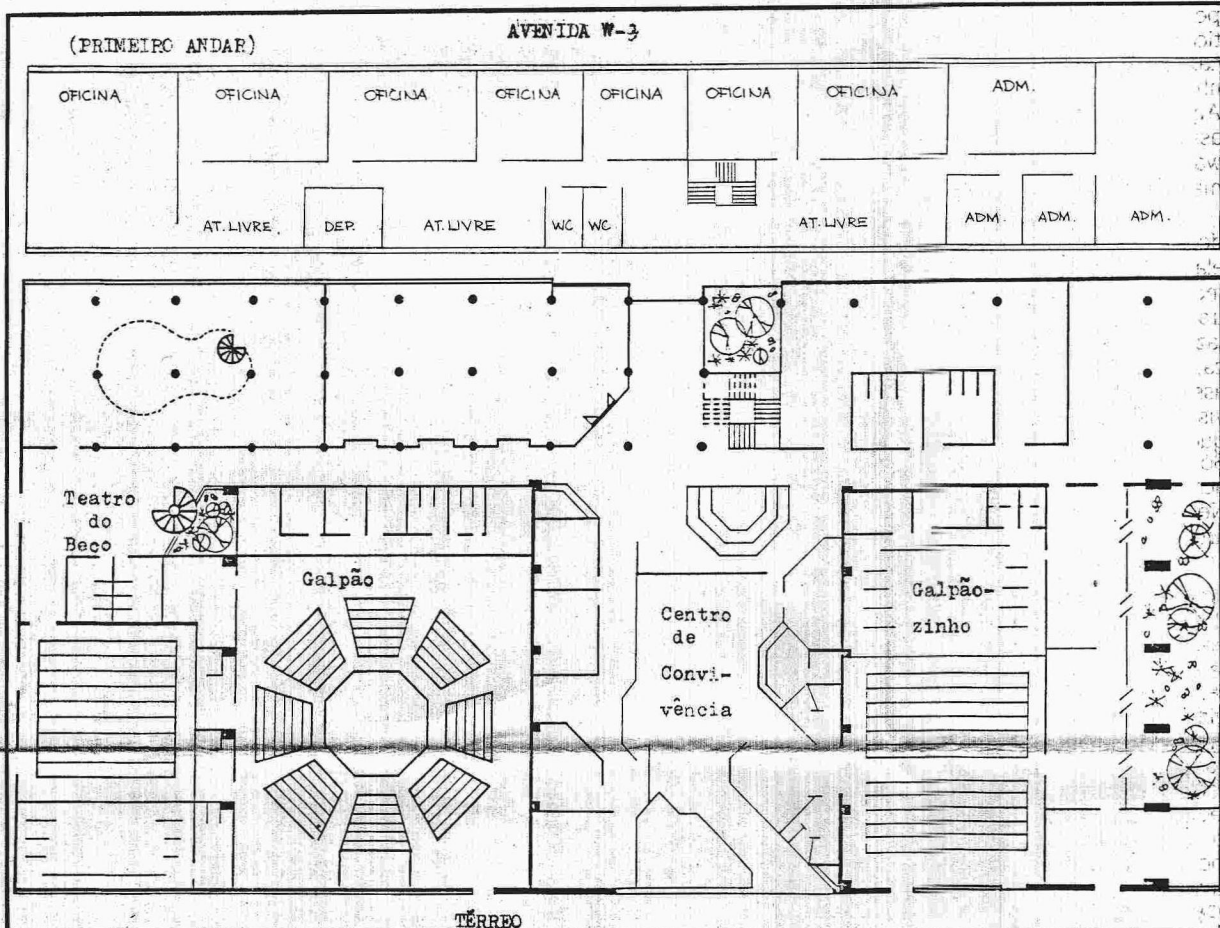 AVENIDA W-3
(PRIMEIRO ANDAR)
OFICINA OFICINA OFICINA OFICINA OFICINA OFICINA OFICINA ADM.
AT. LIVRE DEP. AT. LIVRE WC WC AT. LIVRE ADM. ADM. ADM.
Teatro
do
Beco
Galpão
Centro
de
Convi-
vência
Galpão-
zinho
TÉRREO